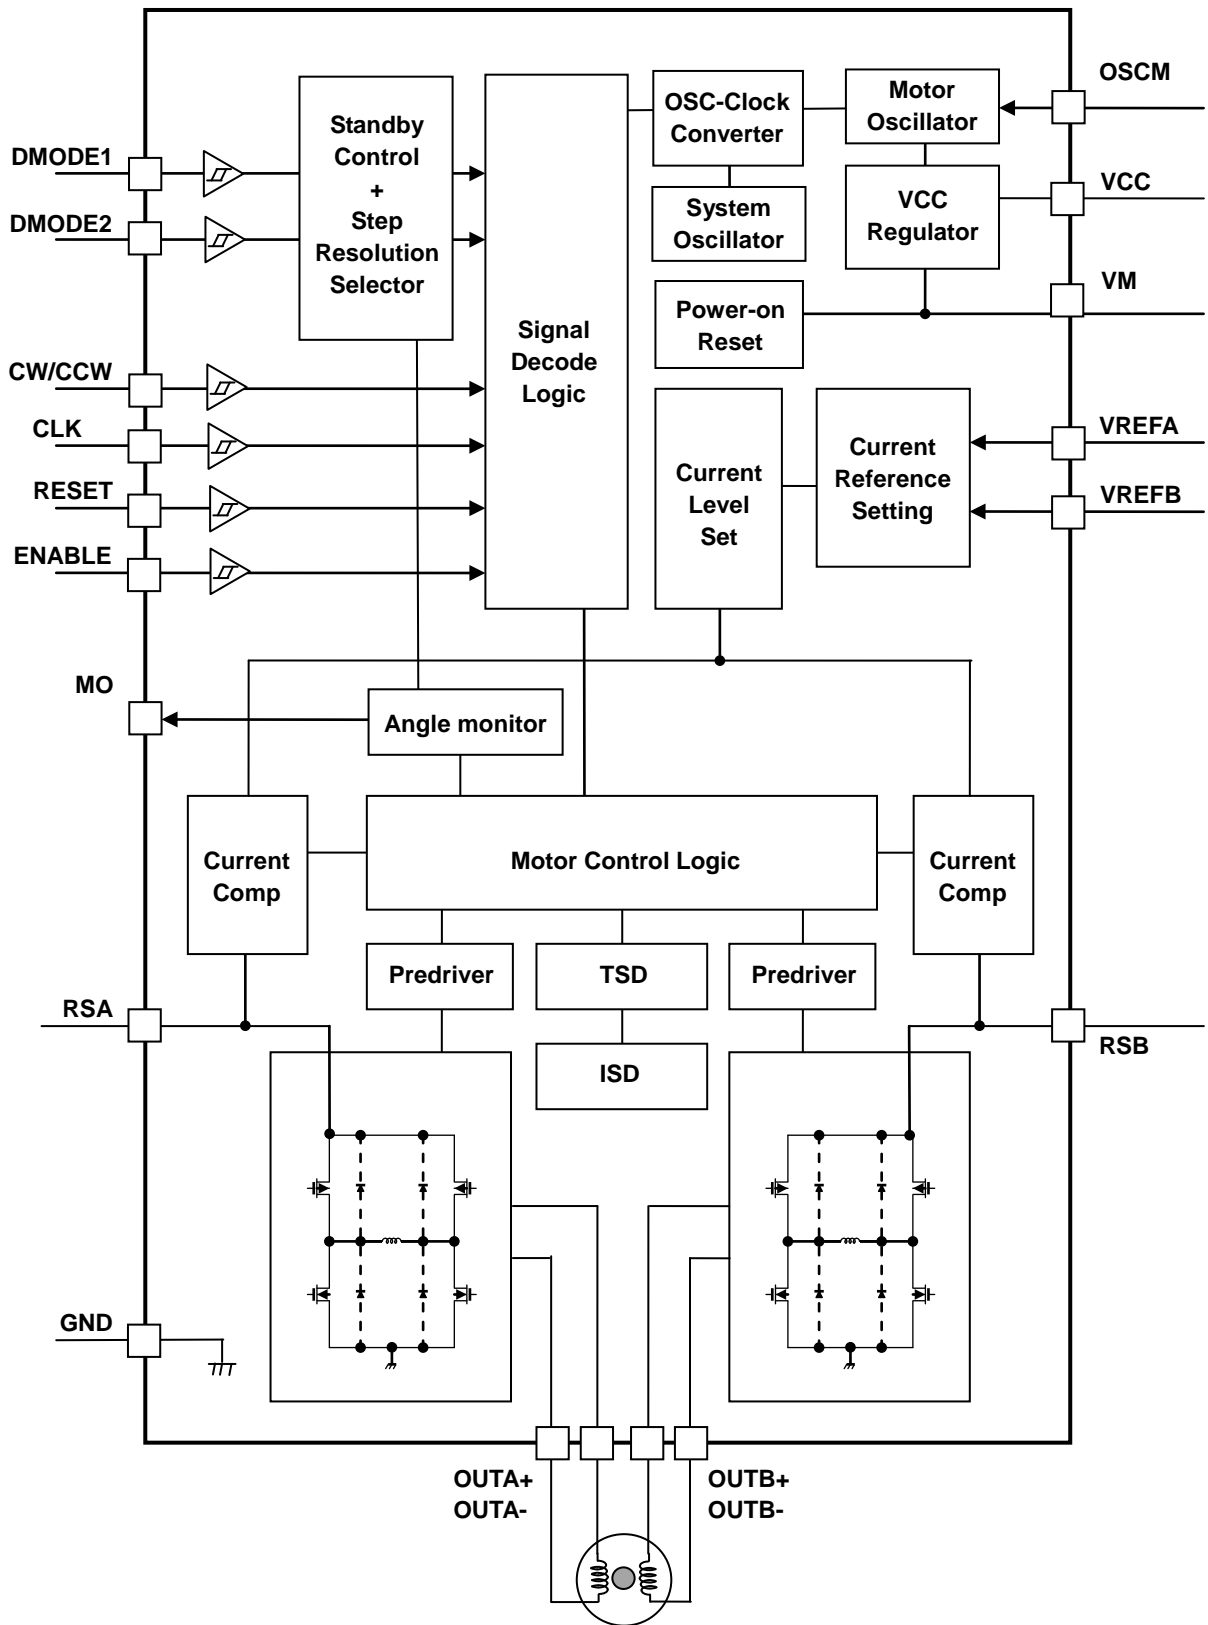 OSCM
OSC-Clock
Converter
Motor
Oscillator
Standby
Control
+
Step
Resolution
Selector
DMODE1
VCC
System
Oscillator
VCC
Regulator
DMODE2
VM
Power-on
Reset
Signal
Decode
Logic
CW/CCW
CLK
VREFA
Current
Reference
Setting
Current
Level
Set
RESET
VREFB
ENABLE
MO
Angle monitor
Current
Comp
Motor Control Logic
Current
Comp
Predriver
TSD
Predriver
RSA
RSB
ISD
GND
OUTA+
OUTA-
OUTB+
OUTB-